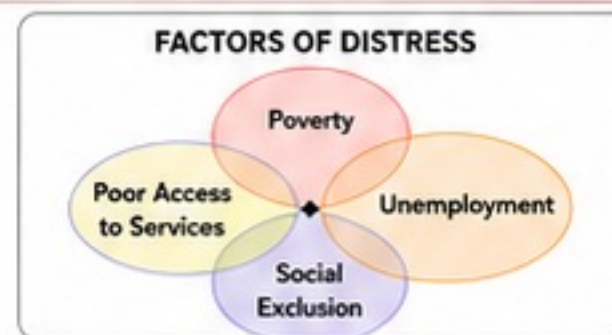 FACTORS OF DISTRESS
Poverty
Poor Access
to Services
Unemployment
Social
Exclusion